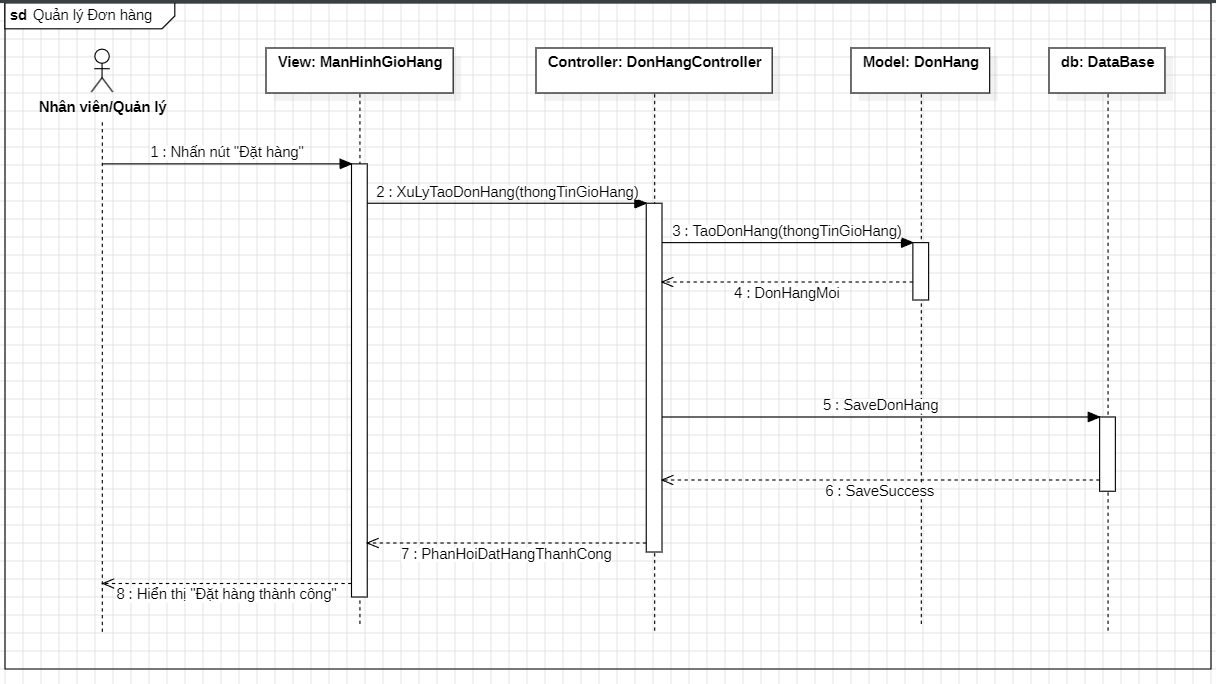 sd Quản lý Đơn hàng
View: ManHinhGioHang
Controller: DonHangController
Model: DonHang
db: DataBase
Nhân viên/Quản lý
1 : Nhấn nút "Đặt hàng"
2 : XuLyTaoDonHang(thongTinGioHang)
3 : TaoDonHang(thongTinGioHang)
4 : DonHangMoi
5 : SaveDonHang
6 : SaveSuccess
7 : PhanHoiDatHangThanhCong
8 : Hiển thị "Đặt hàng thành công"